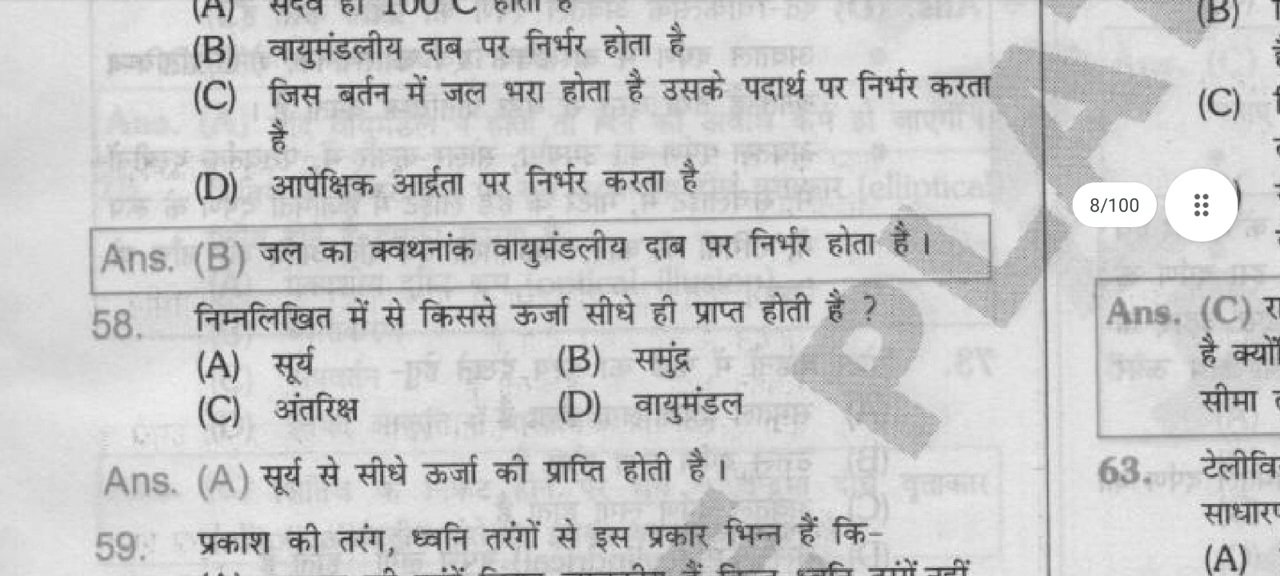 (A) सदैव ही 100°C होता है
(B) वायुमंडलीय दाब पर निर्भर होता है
(C) जिस बर्तन में जल भरा होता है उसके पदार्थ पर निर्भर करता
है
(D) आपेक्षिक आर्द्रता पर निर्भर करता है
Ans. (B) जल का क्वथनांक वायुमंडलीय दाब पर निर्भर होता है।
58. निम्नलिखित में से किससे ऊर्जा सीधे ही प्राप्त होती है ?
(A) सूर्य (B) समुंद्र
(C) अंतरिक्ष (D) वायुमंडल
Ans. (A) सूर्य से सीधे ऊर्जा की प्राप्ति होती है।
59. प्रकाश की तरंग, ध्वनि तरंगों से इस प्रकार भिन्न हैं कि-
(B)
(C)
8/100
Ans. (C)
है क्यों
सीमा
63. टेलीवि
साधारण
(A)